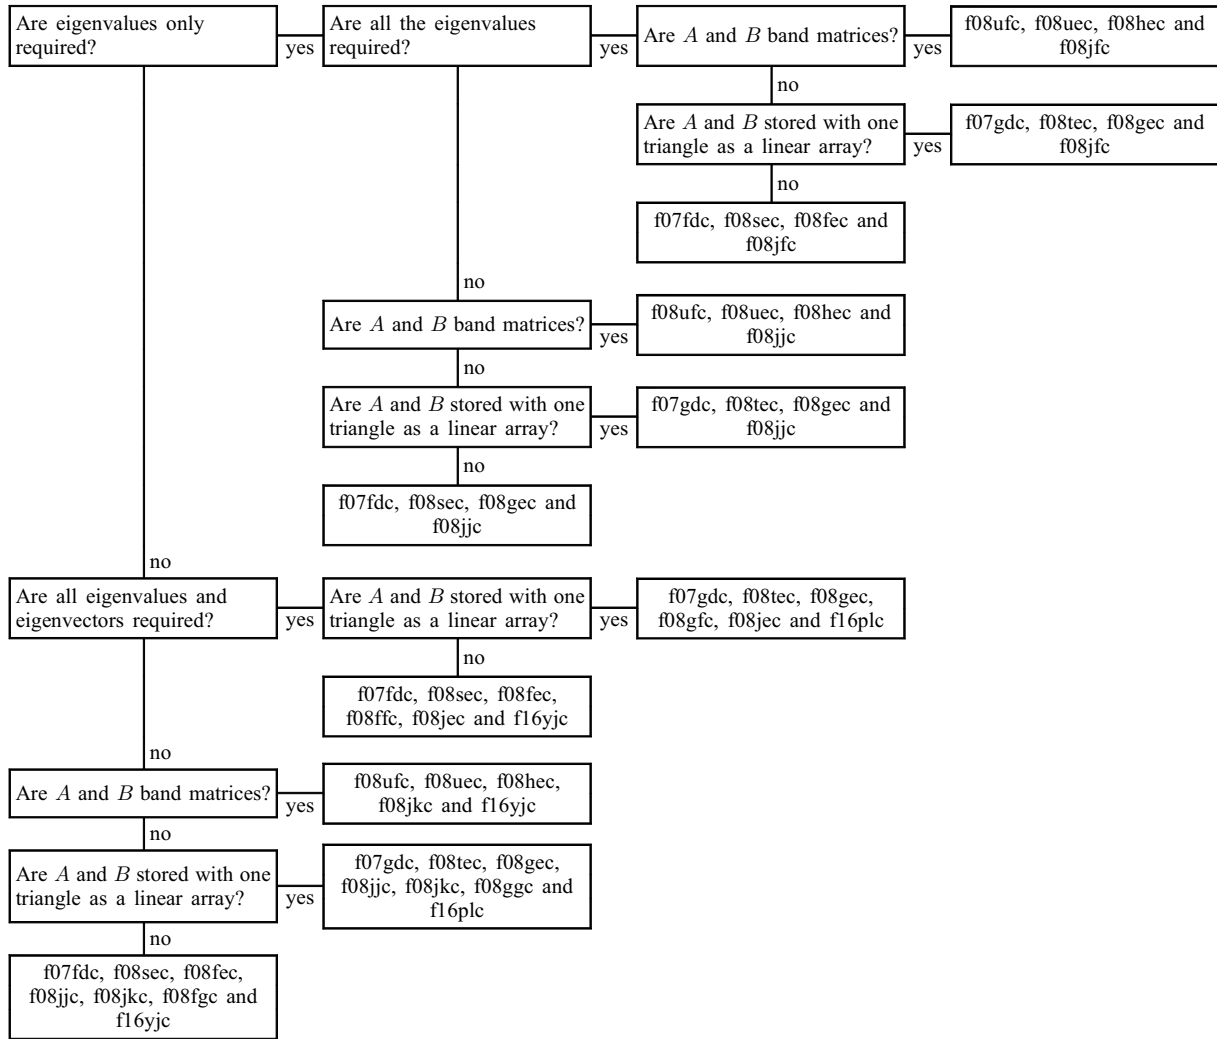 Are eigenvalues only
required?
yes
Are all the eigenvalues
required?
yes
Are A and B band matrices?
yes
f08ufc, f08uec, f08hec and
f08jfc
no
Are A and B stored with one
triangle as a linear array?
yes
f07gdc, f08tec, f08gec and
f08jfc
no
f07fdc, f08sec, f08fec and
f08jfc
no
Are A and B band matrices?
yes
f08ufc, f08uec, f08hec and
f08jjc
no
Are A and B stored with one
triangle as a linear array?
yes
f07gdc, f08tec, f08gec and
f08jjc
no
f07fdc, f08sec, f08gec and
f08jjc
no
Are all eigenvalues and
eigenvectors required?
yes
Are A and B stored with one
triangle as a linear array?
yes
f07gdc, f08tec, f08gec,
f08gfc, f08jec and f16plc
no
f07fdc, f08sec, f08fec,
f08ffc, f08jec and f16yjc
no
Are A and B band matrices?
yes
f08ufc, f08uec, f08hec,
f08jkc and f16yjc
no
Are A and B stored with one
triangle as a linear array?
yes
f07gdc, f08tec, f08gec,
f08jjc, f08jkc, f08ggc and
f16plc
no
f07fdc, f08sec, f08fec,
f08jjc, f08jkc, f08fgc and
f16yjc